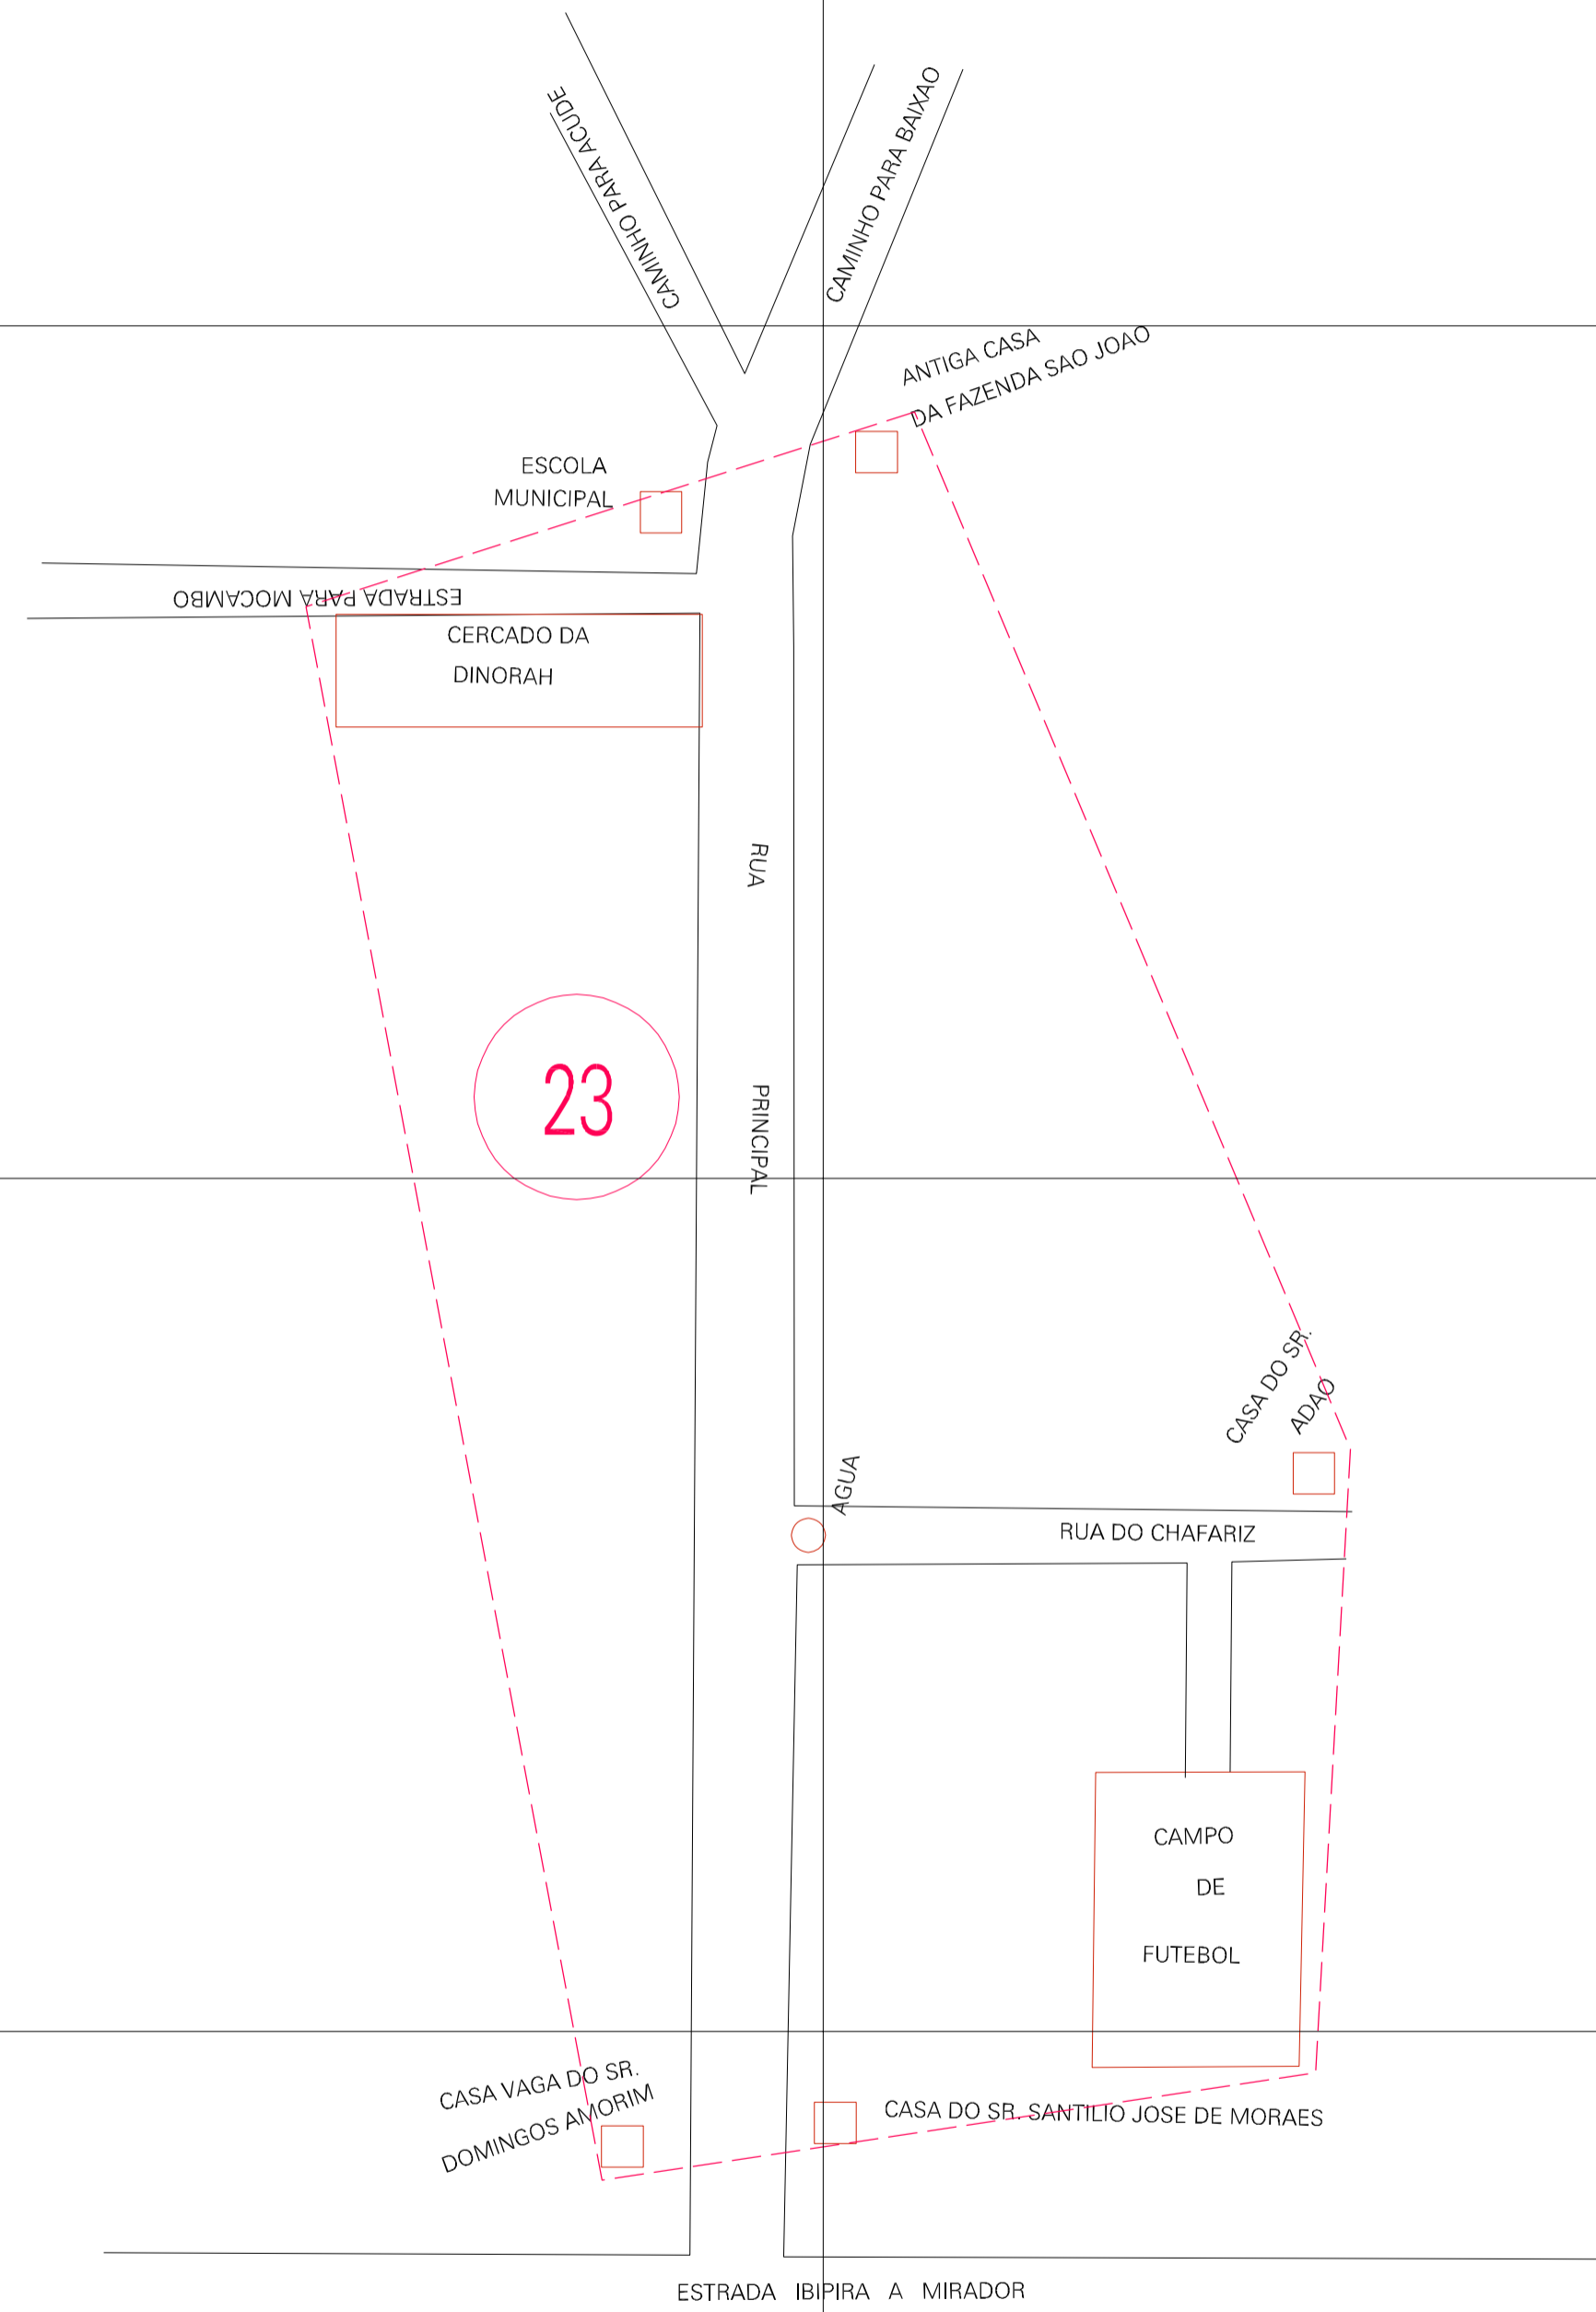 CAMINHO PARA ACUDE
CAMINHO PARA BAIXAO
ANTIGA CASA
DA FAZENDA SAO JOAO
ESCOLA
MUNICIPAL
ESTRADA PARA MOCAMBO
CERCADO DA
DINORAH
RUA
PRINCIPAL
23
CASA DO SR.
ADAO
AGUA
RUA DO CHAFARIZ
CAMPO
DE
FUTEBOL
CASA VAGA DO SR.
DOMINGOS AMORIM
CASA DO SR. SANTILIO JOSE DE MORAES
ESTRADA IBIPIRA A MIRADOR